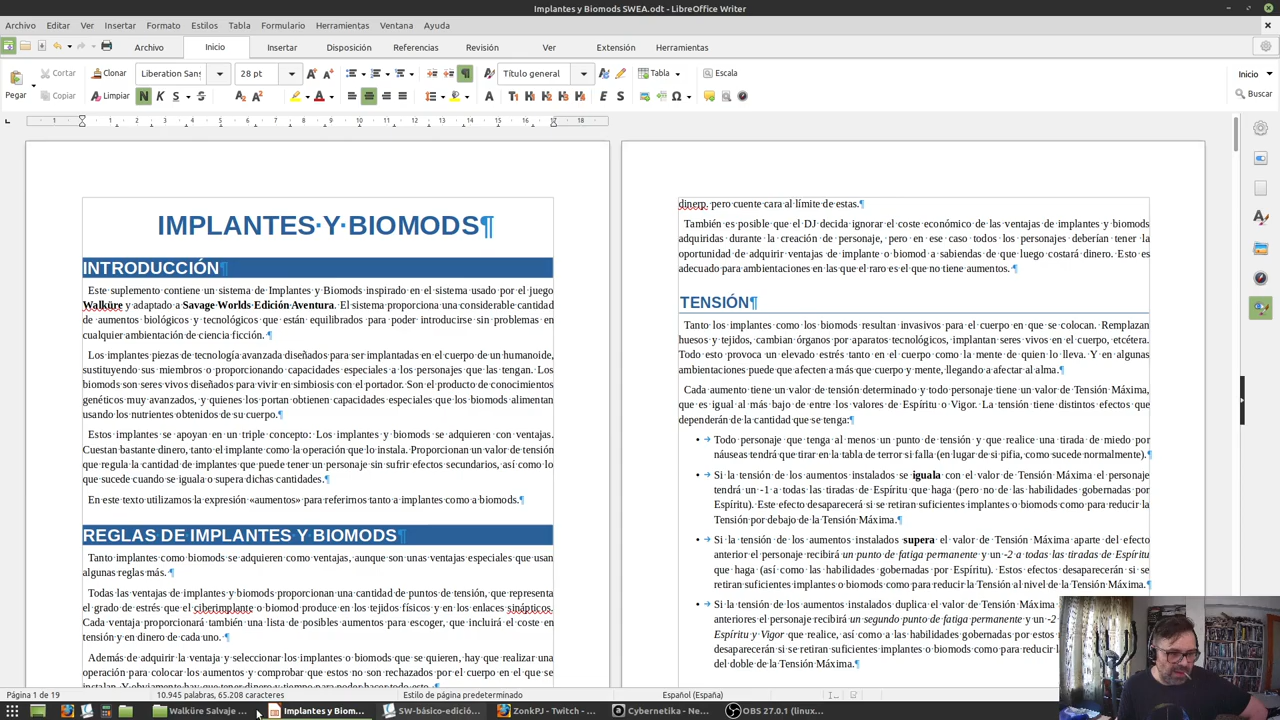 Implantes y Biomods SWEA.odt - LibreOffice Writer
Archivo Editar Ver Insertar Formato Estilos Tabla Formulario Herramientas Ventana Ayuda
Archivo Inicio Insertar Disposición Referencias Revisión Ver Extensión Herramientas
Pegar Cortar Clonar Liberation Sans 28 pt Título general Tabla Escala Inicio
Copiar Limpiar Buscar
1 1 2 3 4 5 6 7 8 9 10 11 12 13 14 15 16 17 18
IMPLANTES Y BIOMODS¶
INTRODUCCIÓN¶
Este suplemento contiene un sistema de Implantes y Biomods inspirado en el sistema usado por el juego
Walküre y adaptado a Savage Worlds Edición Aventura. El sistema proporciona una considerable cantidad
de aumentos biológicos y tecnológicos que están equilibrados para poder introducirse sin problemas en
cualquier ambientación de ciencia ficción. ¶
Los implantes piezas de tecnología avanzada diseñados para ser implantadas en el cuerpo de un humanoide,
sustituyendo sus miembros o proporcionando capacidades especiales a los personajes que las tengan. Los
biomods son seres vivos diseñados para vivir en simbiosis con el portador. Son el producto de conocimientos
genéticos muy avanzados, y quienes los portan obtienen capacidades especiales que los biomods alimentan
usando los nutrientes obtenidos de su cuerpo.¶
Estos implantes se apoyan en un triple concepto: Los implantes y biomods se adquieren con ventajas.
Cuestan bastante dinero, tanto el implante como la operación que lo instala. Proporcionan un valor de tensión
que regula la cantidad de implantes que puede tener un personaje sin sufrir efectos secundarios, así como lo
que sucede cuando se iguala o supera dichas cantidades.¶
En este texto utilizamos la expresión «aumentos» para referirnos tanto a implantes como a biomods.¶
REGLAS DE IMPLANTES Y BIOMODS¶
Tanto implantes como biomods se adquieren como ventajas, aunque son unas ventajas especiales que usan
algunas reglas más. ¶
Todas las ventajas de implantes y biomods proporcionan una cantidad de puntos de tensión, que representa
el grado de estrés que el ciberimplante o biomod produce en los tejidos físicos y en los enlaces sinápticos.
Cada ventaja proporcionará también una lista de posibles aumentos para escoger, que incluirá el coste en
tensión y en dinero de cada uno. ¶
Además de adquirir la ventaja y seleccionar los implantes o biomods que se quieren, hay que realizar una
operación para colocar los aumentos y comprobar que estos no son rechazados por el cuerpo en el que se
instalan. Y obviamente hay que tener dinero y tiempo para poder hacer todo esto. ¶
dinerp. pero cuente cara al límite de estas.¶
También es posible que el DJ decida ignorar el coste económico de las ventajas de implantes y biomods
adquiridas durante la creación de personaje, pero en ese caso todos los personajes deberían tener la
oportunidad de adquirir ventajas de implante o biomod a sabiendas de que luego costará dinero. Esto es
adecuado para ambientaciones en las que el raro es el que no tiene aumentos. ¶
TENSIÓN¶
Tanto los implantes como los biomods resultan invasivos para el cuerpo en que se colocan. Remplazan
huesos y tejidos, cambian órganos por aparatos tecnológicos, implantan seres vivos en el cuerpo, etcétera.
Todo esto provoca un elevado estrés tanto en el cuerpo como la mente de quien lo lleva. Y en algunas
ambientaciones puede que afecten a más que cuerpo y mente, llegando a afectar al alma.¶
Cada aumento tiene un valor de tensión determinado y todo personaje tiene un valor de Tensión Máxima,
que es igual al más bajo de entre los valores de Espíritu o Vigor. La tensión tiene distintos efectos que
dependerán de la cantidad que se tenga:¶
• Todo personaje que tenga al menos un punto de tensión y que realice una tirada de miedo por
náuseas tendrá que tirar en la tabla de terror si falla (en lugar de si pifia, como sucede normalmente).¶
• Si la tensión de los aumentos instalados se iguala con el valor de Tensión Máxima el personaje
tendrá un -1 a todas las tiradas de Espíritu que haga (pero no de las habilidades gobernadas por
Espíritu). Este efecto desaparecerá si se retiran suficientes implantes o biomods como para reducir la
Tensión por debajo de la Tensión Máxima.¶
• Si la tensión de los aumentos instalados supera el valor de Tensión Máxima aparte del efecto
anterior el personaje recibirá un punto de fatiga permanente y un -2 a todas las tiradas de Espíritu
que haga (así como las habilidades gobernadas por Espíritu). Estos efectos desaparecerán si se
retiran suficientes implantes o biomods como para reducir la Tensión al nivel de la Tensión Máxima.¶
• Si la tensión de los aumentos instalados duplica el valor de Tensión Máxima
anteriores el personaje recibirá un segundo punto de fatiga permanente y un -2
Espíritu y Vigor que realice, así como a las habilidades gobernadas por estos
desaparecerán si se retiran suficientes implantes o biomods como para reducir
del doble de la Tensión Máxima.¶
Página 1 de 19 10.945 palabras, 65.208 caracteres Estilo de página predeterminado Español (España)
Walküre Salvaje ... Implantes y Biom... SW-básico-edició... ZonkPJ - Twitch - ... Cybernetika - Ne... OBS 27.0.1 (linux...